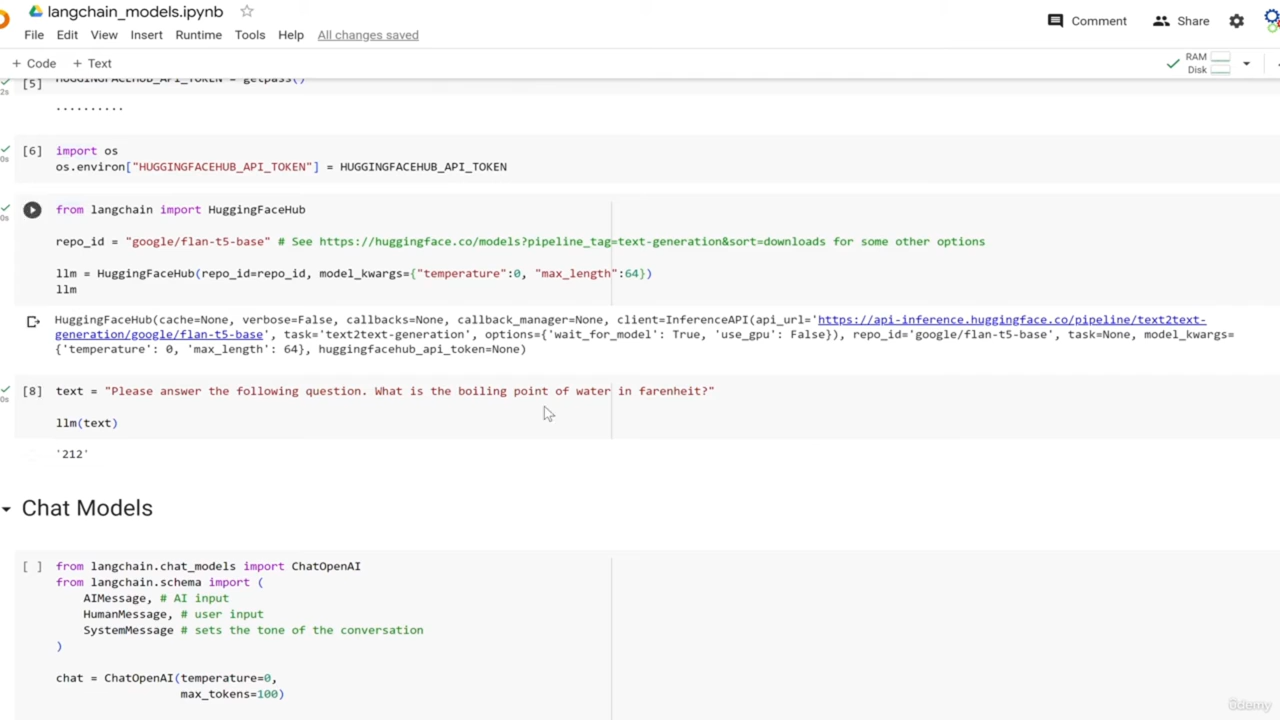 langchain_models.ipynb
File Edit View Insert Runtime Tools Help All changes saved
Comment Share
+ Code + Text
RAM
Disk
[5] HUGGINGFACEHUB_API_TOKEN = getpass()
2s
··········
[6] import os
0s
os.environ["HUGGINGFACEHUB_API_TOKEN"] = HUGGINGFACEHUB_API_TOKEN
from langchain import HuggingFaceHub
0s
repo_id = "google/flan-t5-base" # See https://huggingface.co/models?pipeline_tag=text-generation&sort=downloads for some other options
llm = HuggingFaceHub(repo_id=repo_id, model_kwargs={"temperature":0, "max_length":64})
llm
HuggingFaceHub(cache=None, verbose=False, callbacks=None, callback_manager=None, client=InferenceAPI(api_url='https://api-inference.huggingface.co/pipeline/text2text-
generation/google/flan-t5-base', task='text2text-generation', options={'wait_for_model': True, 'use_gpu': False}), repo_id='google/flan-t5-base', task=None, model_kwargs=
{'temperature': 0, 'max_length': 64}, huggingfacehub_api_token=None)
[8] text = "Please answer the following question. What is the boiling point of water in farenheit?"
0s
llm(text)
'212'
Chat Models
[ ] from langchain.chat_models import ChatOpenAI
from langchain.schema import (
AIMessage, # AI input
HumanMessage, # user input
SystemMessage # sets the tone of the conversation
)
chat = ChatOpenAI(temperature=0,
max_tokens=100)
ûdemy